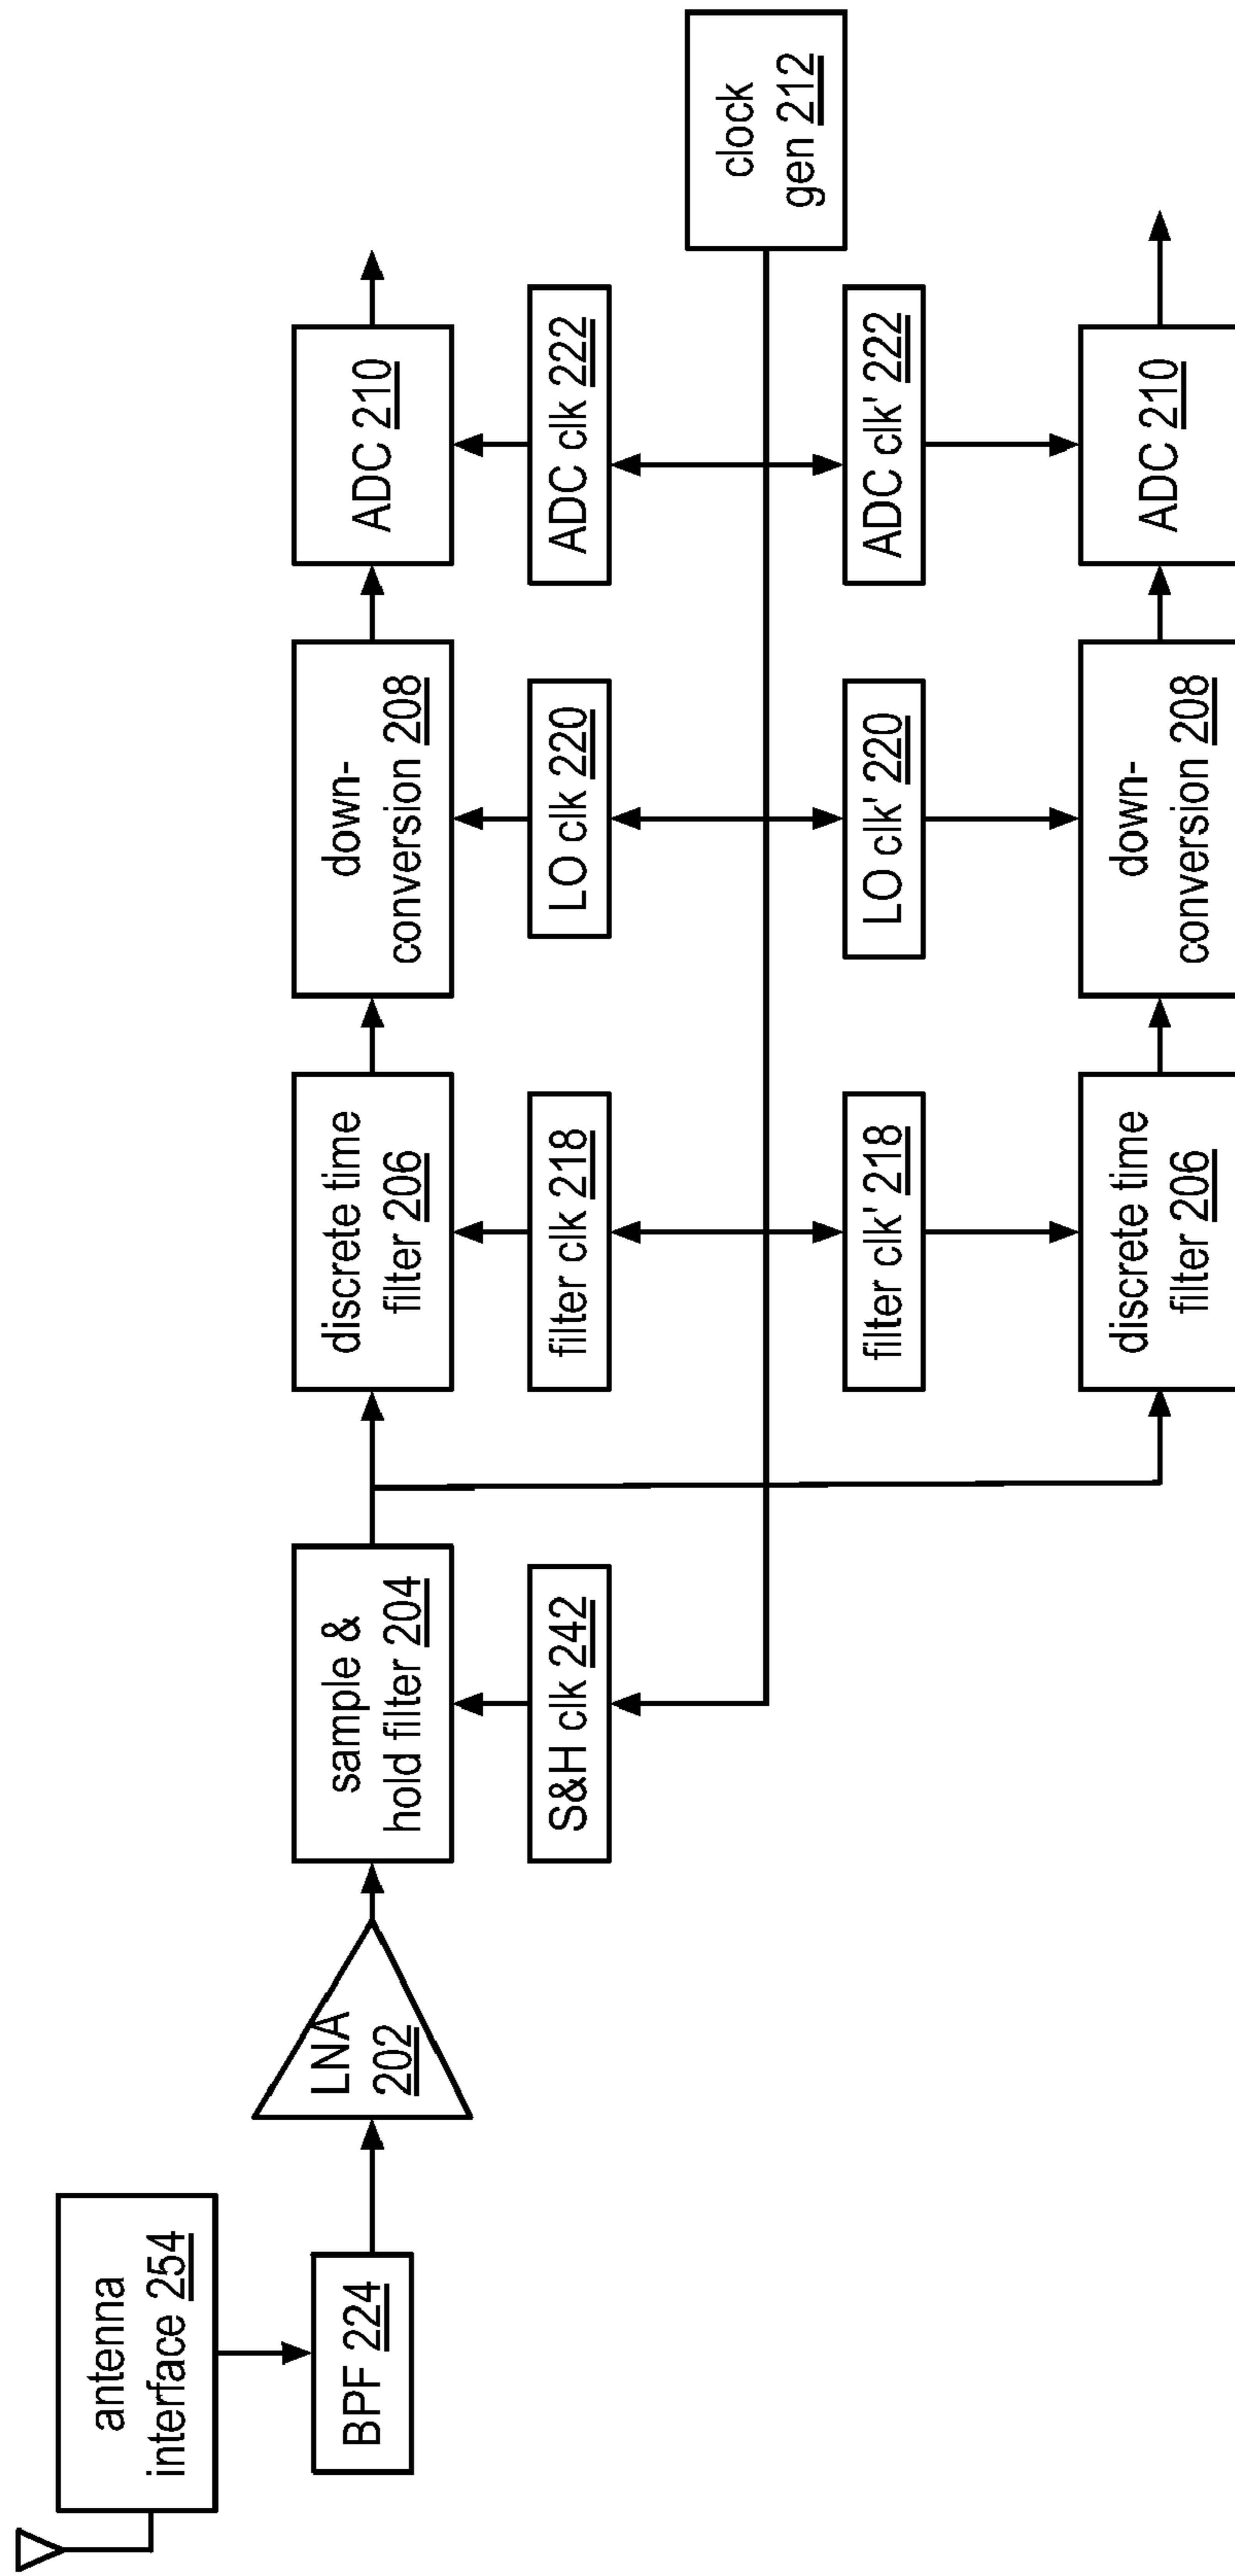 antenna
interface 254
BPF 224
LNA
202
sample &
hold filter 204
S&H clk 242
discrete time
filter 206
filter clk 218
filter clk' 218
discrete time
filter 206
down-
conversion 208
LO clk 220
LO clk' 220
down-
conversion 208
ADC 210
ADC clk 222
ADC clk' 222
ADC 210
clock
gen 212